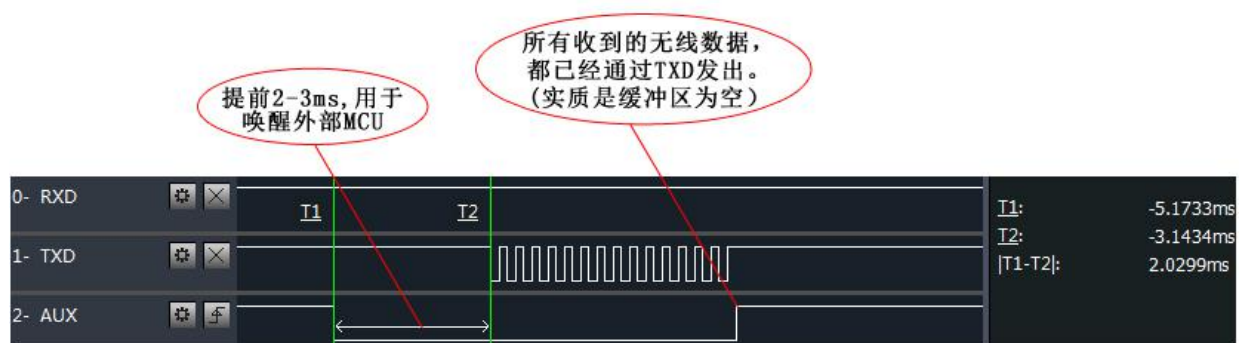 所有收到的无线数据，
都已经通过TXD发出。
(实质是缓冲区为空)
提前2-3ms,用于
唤醒外部MCU
0- RXD
T1
T2
1- TXD
2- AUX
T1: -5.1733ms
T2: -3.1434ms
|T1-T2|: 2.0299ms